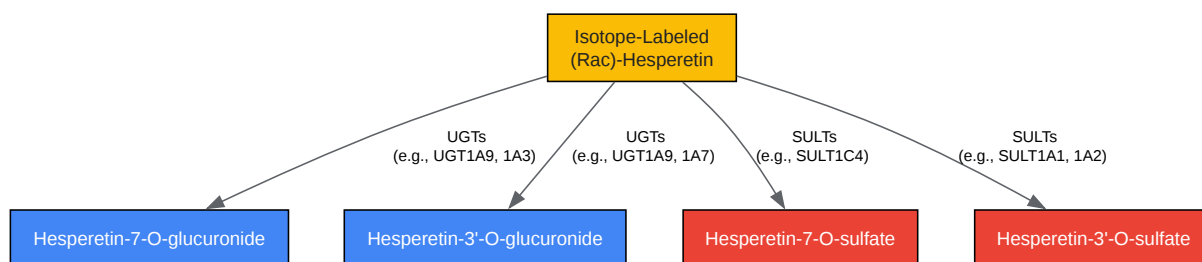 Isotope-Labeled
(Rac)-Hesperetin
UGTs
(e.g., UGT1A9, 1A3)
UGTs
(e.g., UGT1A9, 1A7)
SULTs
(e.g., SULT1C4)
SULTs
(e.g., SULT1A1, 1A2)
Hesperetin-7-O-glucuronide
Hesperetin-3'-O-glucuronide
Hesperetin-7-O-sulfate
Hesperetin-3'-O-sulfate